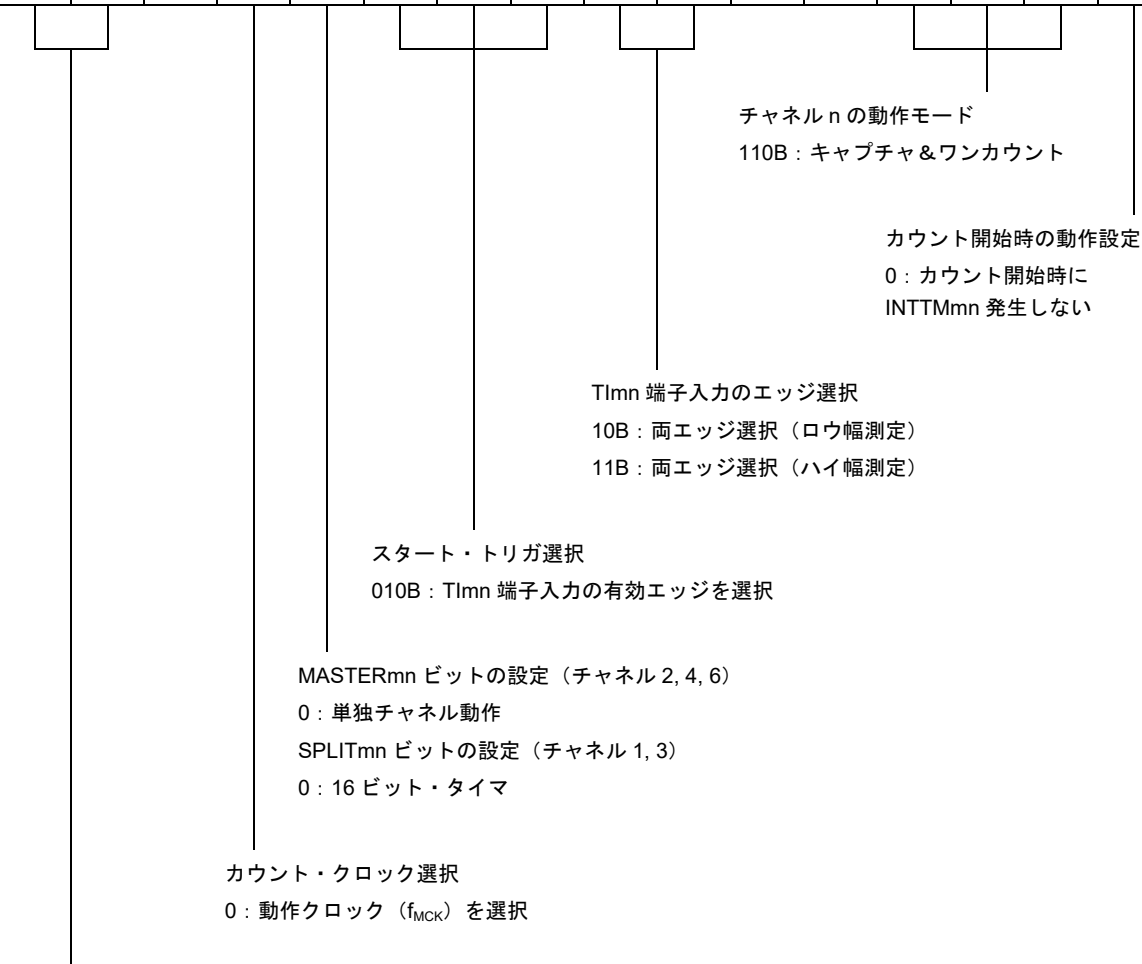 チャネル n の動作モード
110B：キャプチャ＆ワンカウント
カウント開始時の動作設定
0：カウント開始時に
INTTMmn 発生しない
TImn 端子入力のエッジ選択
10B：両エッジ選択（ロウ幅測定）
11B：両エッジ選択（ハイ幅測定）
スタート・トリガ選択
010B：TImn 端子入力の有効エッジを選択
MASTERmn ビットの設定（チャネル 2, 4, 6）
0：単独チャネル動作
SPLITmn ビットの設定（チャネル 1, 3）
0：16 ビット・タイマ
カウント・クロック選択
0：動作クロック（fMCK）を選択